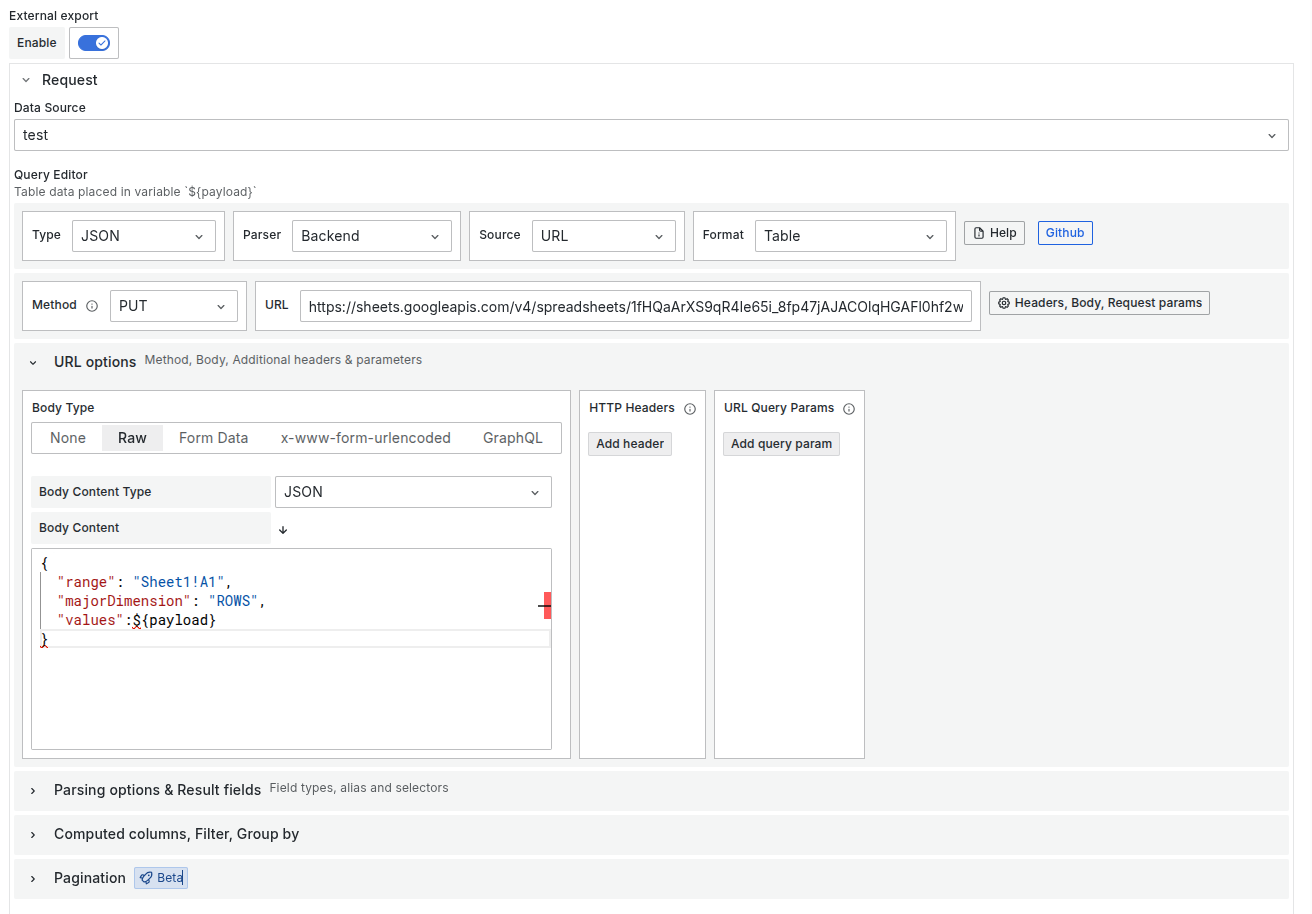 External export
Enable
Request
Data Source
test
Query Editor
Table data placed in variable `${payload}`
Type JSON Parser Backend Source URL Format Table Help Github
Method PUT URL https://sheets.googleapis.com/v4/spreadsheets/1fHQaArXS9qR4Ie65i_8fp47jAJACOIqHGAFI0hf2w Headers, Body, Request params
URL options Method, Body, Additional headers & parameters
Body Type HTTP Headers URL Query Params
None Raw Form Data x-www-form-urlencoded GraphQL Add header Add query param
Body Content Type JSON
Body Content
{
"range": "Sheet1!A1",
"majorDimension": "ROWS",
"values":${payload}
}
Parsing options & Result fields Field types, alias and selectors
Computed columns, Filter, Group by
Pagination Beta